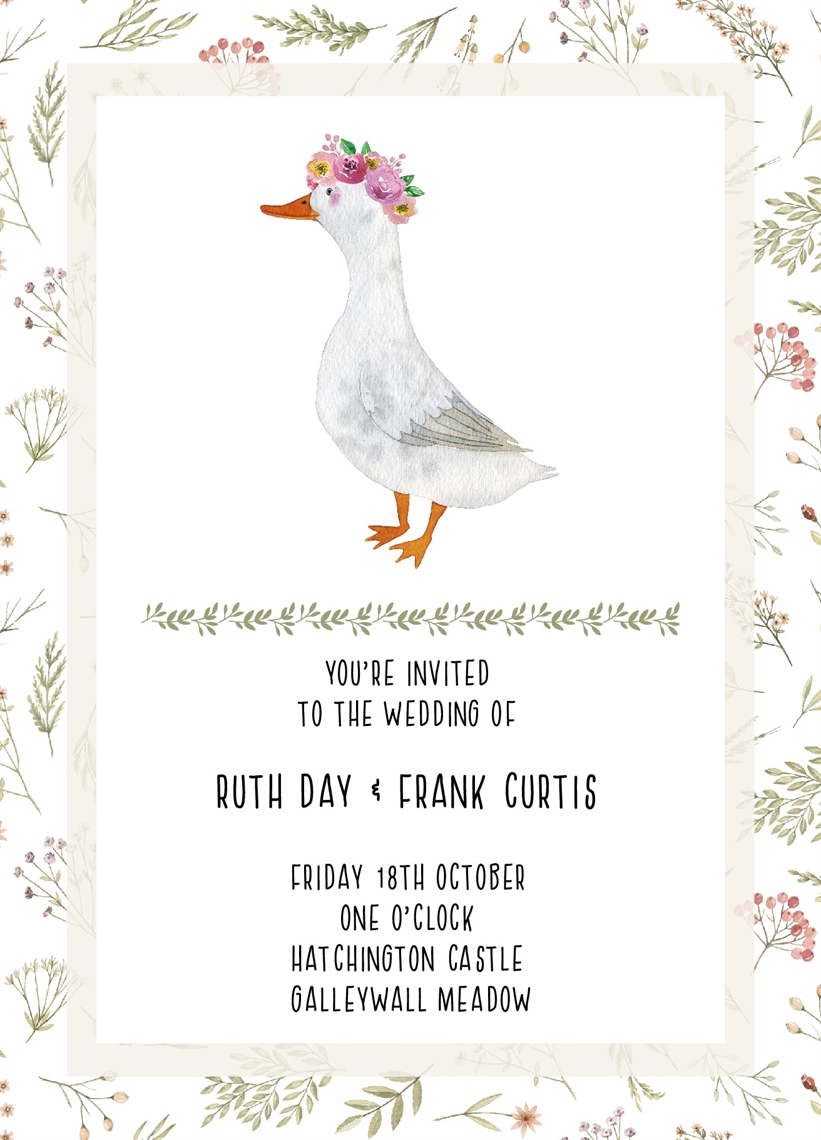 YOU'RE INVITED
TO THE WEDDING OF
RUTH DAY & FRANK CURTIS
FRIDAY 18TH OCTOBER
ONE O'CLOCK
HATCHINGTON CASTLE
GALLEYWALL MEADOW